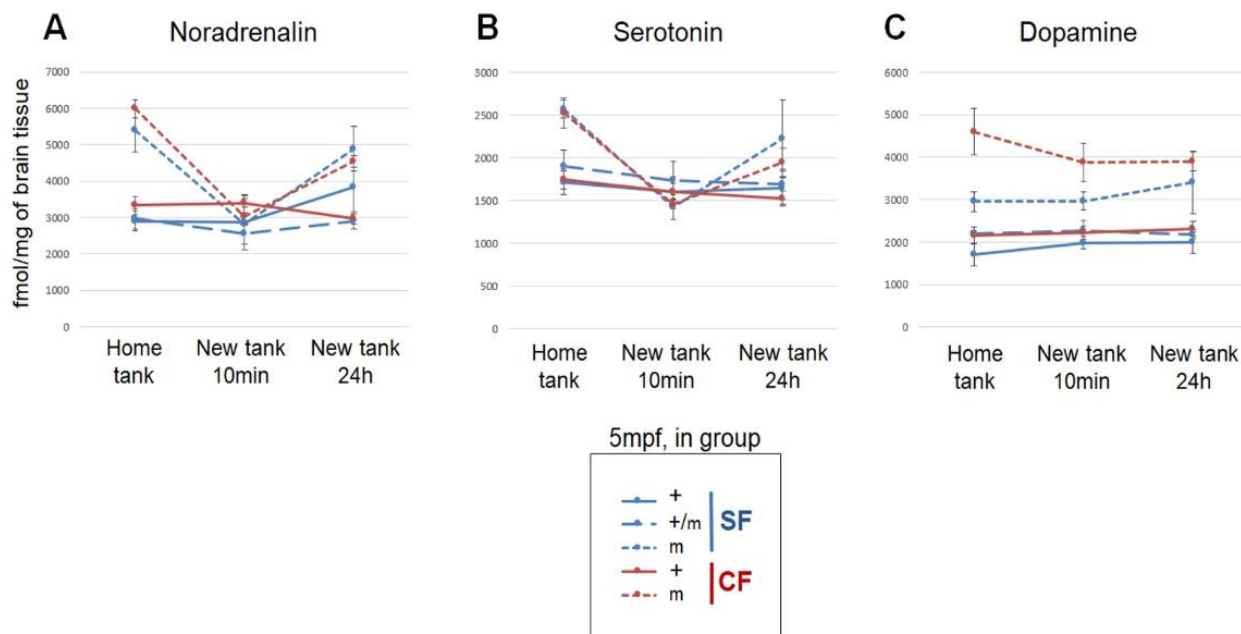 A Noradrenalin
B Serotonin
C Dopamine
fmol/mg of brain tissue
7000
6000
5000
4000
3000
2000
1000
0
Home tank
New tank 10min
New tank 24h
3000
2500
2000
1500
1000
500
0
Home tank
New tank 10min
New tank 24h
6000
5000
4000
3000
2000
1000
0
Home tank
New tank 10min
New tank 24h
5mpf, in group
+
+/m
m
SF
+
m
CF